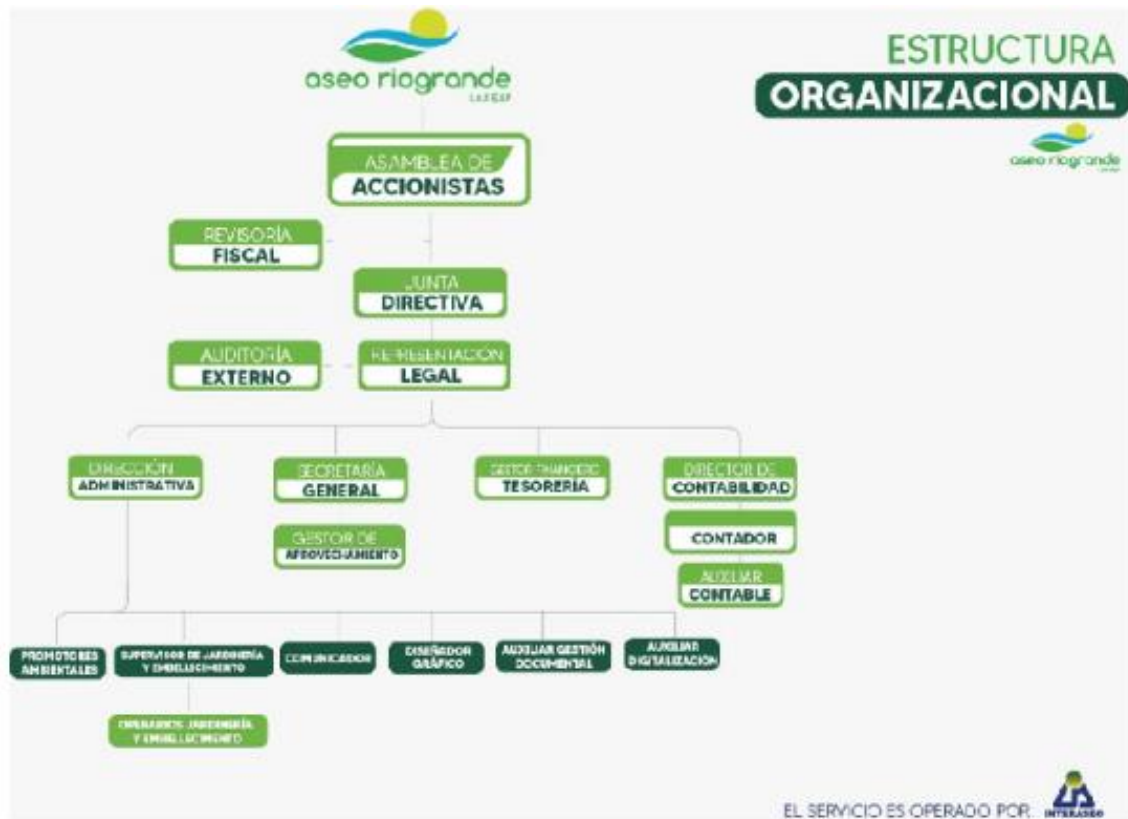 aseo riogrande
ESTRUCTURA
ORGANIZACIONAL
aseo riogrande
ASAMBLEA DE
ACCIONISTAS
REVISORÍA
FISCAL
JUNTA
DIRECTIVA
AUDITORÍA
EXTERNO
REPRESENTACIÓN
LEGAL
DIRECCIÓN
ADMINISTRATIVA
SECRETARÍA
GENERAL
GESTOR FINANCIERO
TESORERÍA
DIRECTOR DE
CONTABILIDAD
GESTOR DE
APROVECHAMIENTO
CONTADOR
AUXILIAR
CONTABLE
PROMOTORES
AMBIENTALES
SUPERVISOR DE JARDINERÍA
Y EMBELLECIMIENTO
COMUNICADOR
DISEÑADOR
GRÁFICO
AUXILIAR GESTIÓN
DOCUMENTAL
AUXILIAR
DIGITALIZACIÓN
OPERARIOS JARDINERÍA
Y EMBELLECIMIENTO
EL SERVICIO ES OPERADO POR
INTERASEO